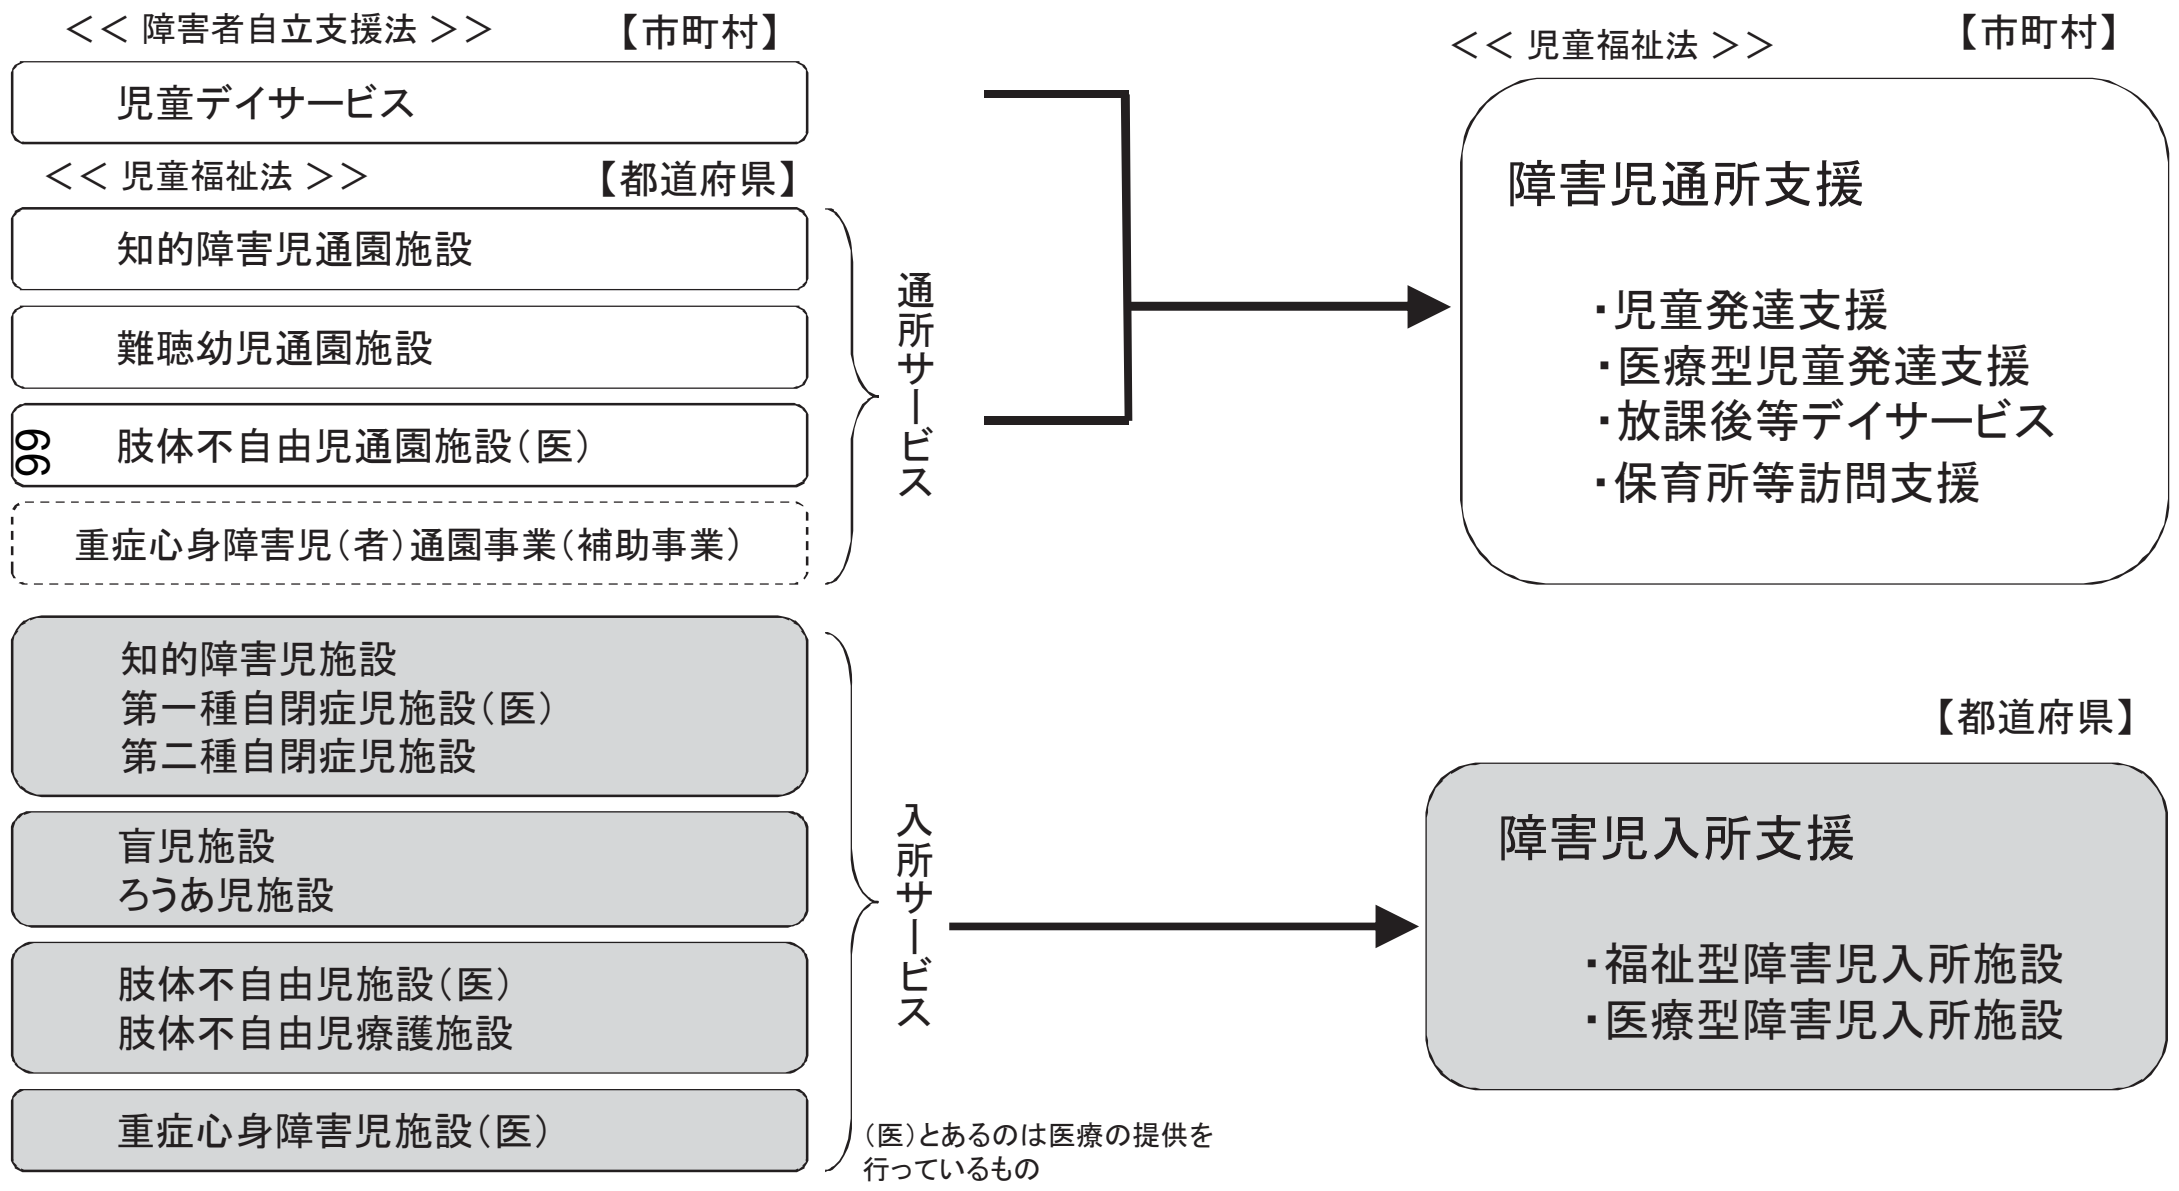 << 障害者自立支援法 >> 【市町村】
児童デイサービス
<< 児童福祉法 >> 【都道府県】
知的障害児通園施設
難聴幼児通園施設
肢体不自由児通園施設(医)
99
重症心身障害児(者)通園事業(補助事業)
通所サービス
知的障害児施設
第一種自閉症児施設(医)
第二種自閉症児施設
盲児施設
ろうあ児施設
肢体不自由児施設(医)
肢体不自由児療護施設
重症心身障害児施設(医)
入所サービス
(医)とあるのは医療の提供を
行っているもの
<< 児童福祉法 >> 【市町村】
障害児通所支援
・児童発達支援
・医療型児童発達支援
・放課後等デイサービス
・保育所等訪問支援
【都道府県】
障害児入所支援
・福祉型障害児入所施設
・医療型障害児入所施設